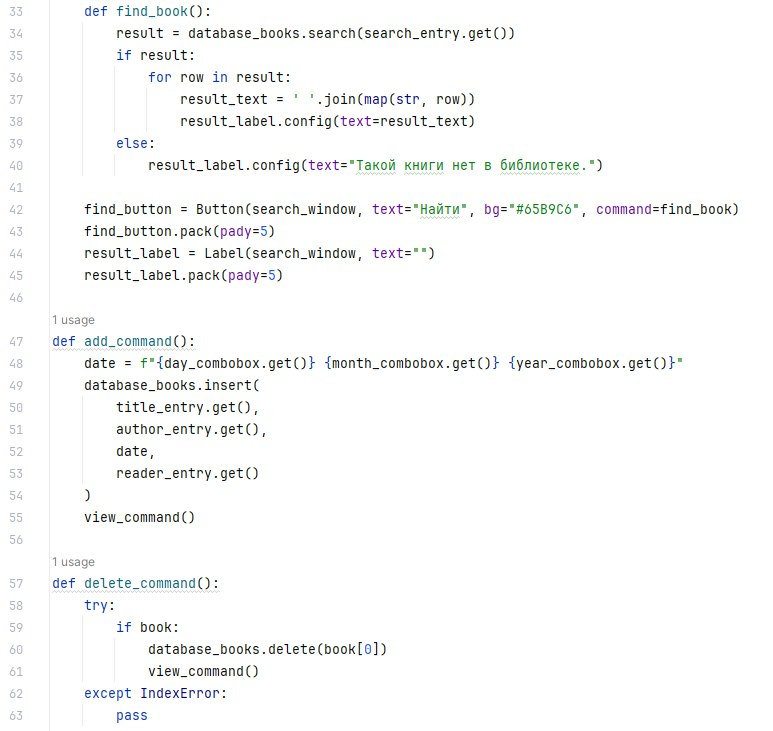 33 def find_book():
34 result = database_books.search(search_entry.get())
35 if result:
36 for row in result:
37 result_text = ' '.join(map(str, row))
38 result_label.config(text=result_text)
39 else:
40 result_label.config(text="Такой книги нет в библиотеке.")
41
42 find_button = Button(search_window, text="Найти", bg="#65B9C6", command=find_book)
43 find_button.pack(pady=5)
44 result_label = Label(search_window, text="")
45 result_label.pack(pady=5)
46
1 usage
47 def add_command():
48 date = f"{day_combobox.get()} {month_combobox.get()} {year_combobox.get()}"
49 database_books.insert(
50 title_entry.get(),
51 author_entry.get(),
52 date,
53 reader_entry.get()
54 )
55 view_command()
56
1 usage
57 def delete_command():
58 try:
59 if book:
60 database_books.delete(book[0])
61 view_command()
62 except IndexError:
63 pass